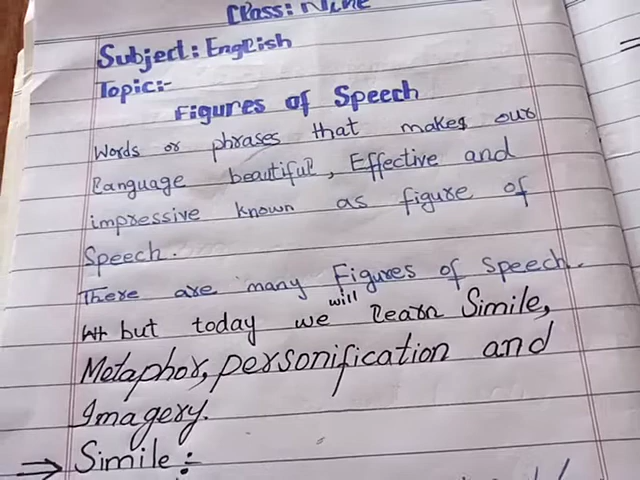 Class: Nine
Subject: English
Topic:-
Figures of Speech
Words or phrases that makes our
language beautiful, Effective and
impressive known as figure of
Speech.
There are many Figures of speech.
but today we will learn Simile,
Metaphor, personification and
Imagery.
→ Simile:-